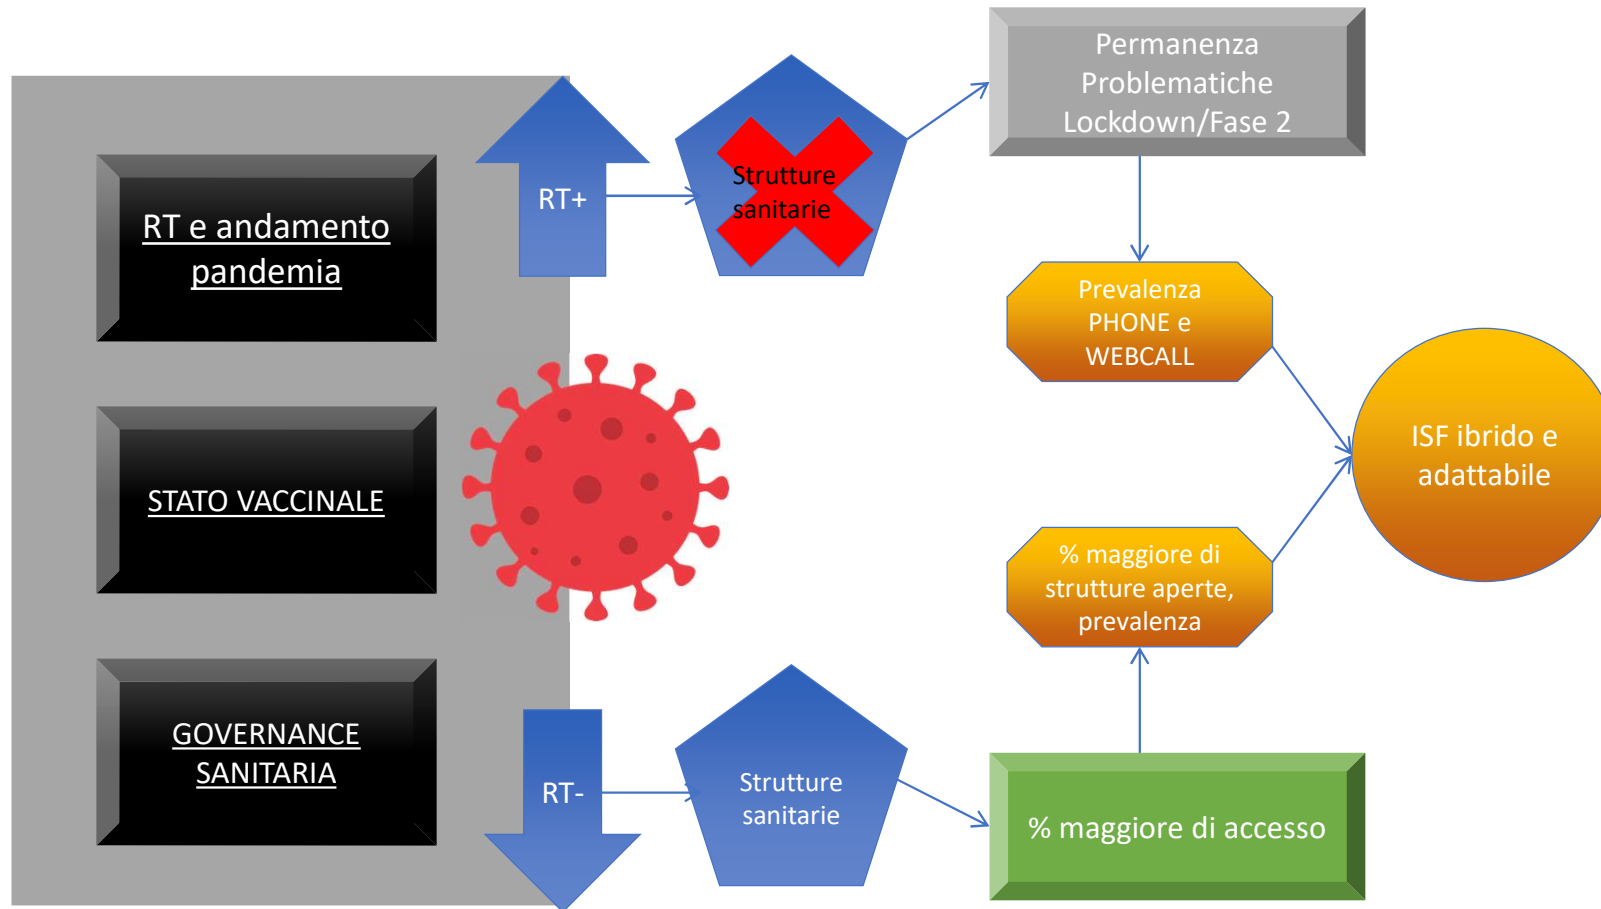 RT e andamento
pandemia
STATO VACCINALE
GOVERNANCE
SANITARIA
RT+
Strutture
sanitarie
Permanenza
Problematiche
Lockdown/Fase 2
Prevalenza
PHONE e
WEBCALL
ISF ibrido e
adattabile
% maggiore di
strutture aperte,
prevalenza
RT-
Strutture
sanitarie
% maggiore di accesso